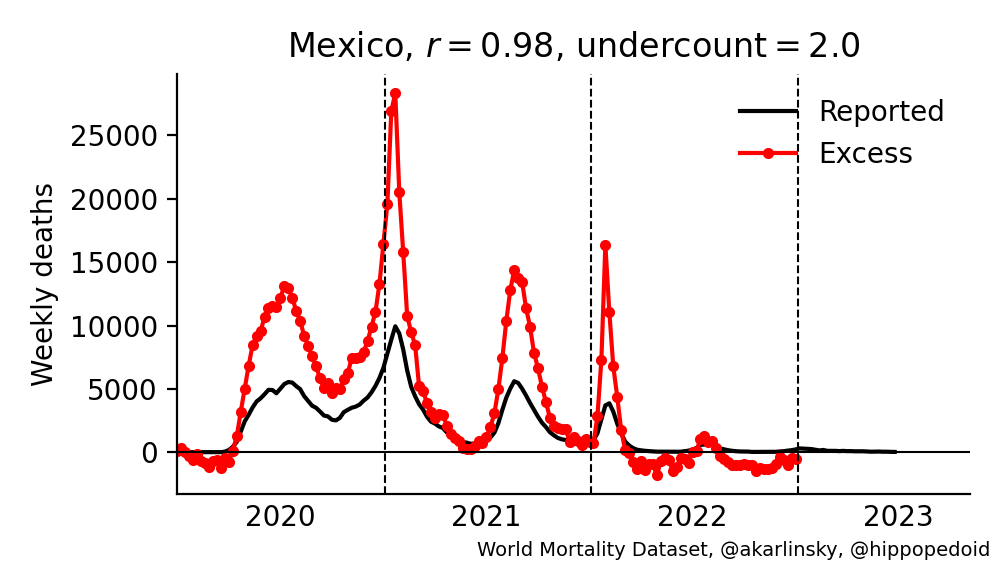 Mexico, r = 0.98, undercount = 2.0
Reported
Excess
Weekly deaths
25000
20000
15000
10000
5000
0
2020 2021 2022 2023
World Mortality Dataset, @akarlinsky, @hippopedoid